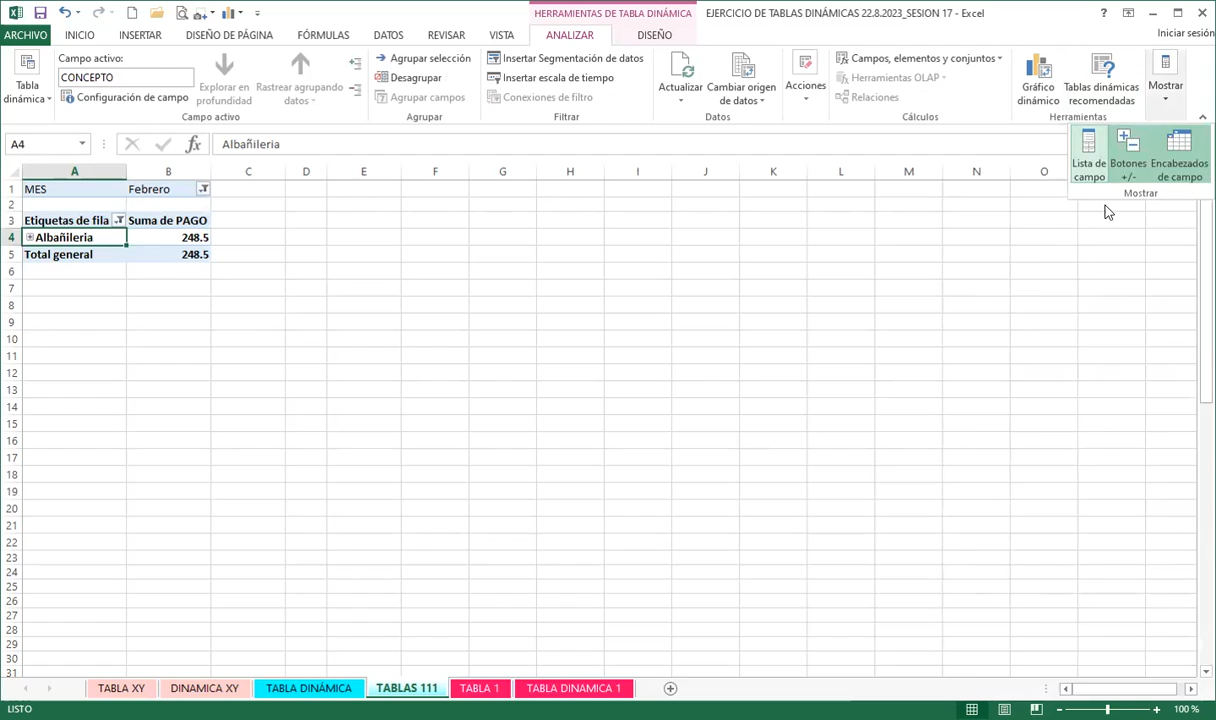 HERRAMIENTAS DE TABLA DINÁMICA EJERCICIO DE TABLAS DINÁMICAS 22.8.2023_SESION 17 - Excel
ARCHIVO INICIO INSERTAR DISEÑO DE PÁGINA FÓRMULAS DATOS REVISAR VISTA ANALIZAR DISEÑO Iniciar sesión
Tabla dinámica
Campo activo:
CONCEPTO
Configuración de campo
Explorar en profundidad
Rastrear agrupando datos
Campo activo
Agrupar selección
Desagrupar
Agrupar campos
Agrupar
Insertar Segmentación de datos
Insertar escala de tiempo
Conexiones de filtro
Filtrar
Actualizar
Cambiar origen de datos
Datos
Acciones
Campos, elementos y conjuntos
Herramientas OLAP
Relaciones
Cálculos
Gráfico dinámico
Tablas dinámicas recomendadas
Herramientas
Mostrar
Lista de campo
Botones +/-
Encabezados de campo
Mostrar
A4 fx Albañileria
A B C D E F G H I J K L M N O
1 MES Febrero
2
3 Etiquetas de fila Suma de PAGO
4 Albañileria 248.5
5 Total general 248.5
6
7
8
9
10
11
12
13
14
15
16
17
18
19
20
21
22
23
24
25
26
27
28
29
30
31
TABLA XY DINAMICA XY TABLA DINÁMICA TABLAS 111 TABLA 1 TABLA DINAMICA 1
LISTO 100 %